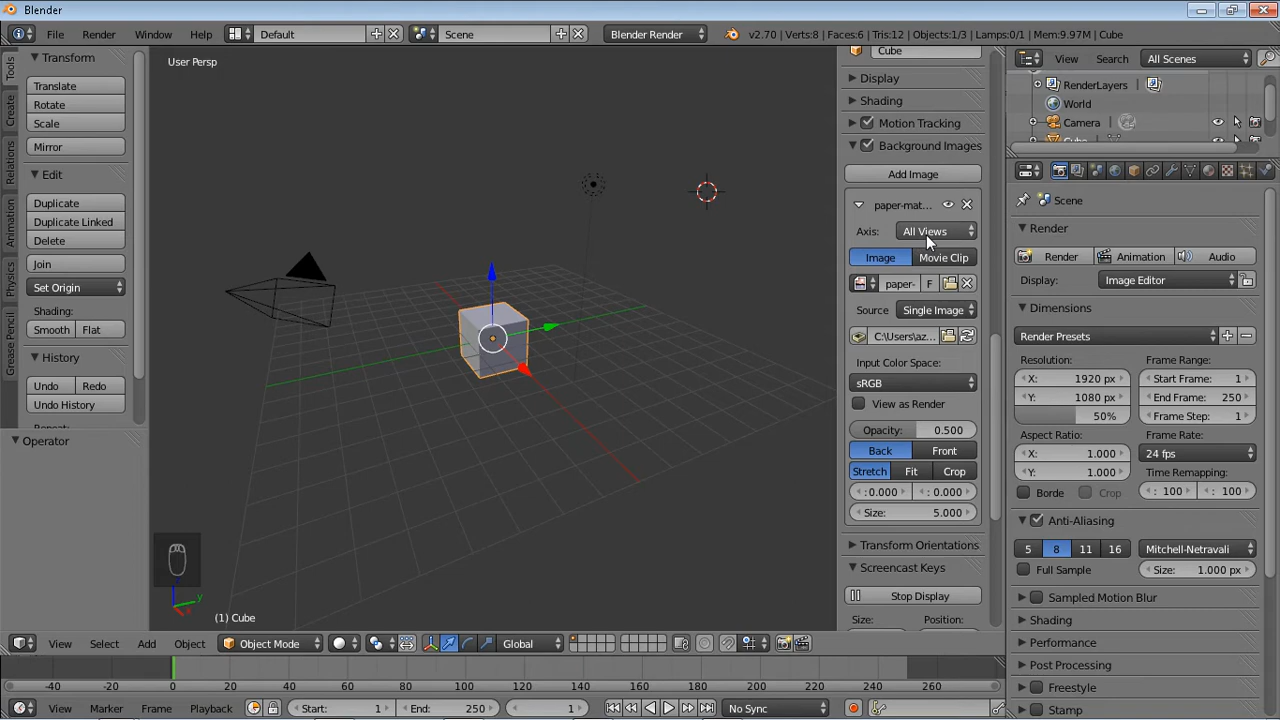 Blender
File Render Window Help Default Scene Blender Render v2.70 | Verts:8 | Faces:6 | Tris:12 | Objects:1/3 | Lamps:0/1 | Mem:9.97M | Cube
Tools
Create
Relations
Animation
Physics
Grease Pencil
Transform
Translate
Rotate
Scale
Mirror
Edit
Duplicate
Duplicate Linked
Delete
Join
Set Origin
Shading:
Smooth Flat
History
Undo Redo
Undo History
Operator
User Persp
(1) Cube
Cube
Display
Shading
Motion Tracking
Background Images
Add Image
paper-mat...
Axis: All Views
Image Movie Clip
paper- F
Source Single Image
C:\Users\az...
Input Color Space:
sRGB
View as Render
Opacity: 0.500
Back Front
Stretch Fit Crop
: 0.000 : 0.000
Size: 5.000
Transform Orientations
Screencast Keys
Stop Display
Size: Position:
View Search All Scenes
RenderLayers
World
Camera
Cube
Scene
Render
Render Animation Audio
Display: Image Editor
Dimensions
Render Presets
Resolution: Frame Range:
X: 1920 px Start Frame: 1
Y: 1080 px End Frame: 250
50% Frame Step: 1
Aspect Ratio: Frame Rate:
X: 1.000 24 fps
Y: 1.000 Time Remapping:
Borde Crop : 100 : 100
Anti-Aliasing
5 8 11 16 Mitchell-Netravali
Full Sample Size: 1.000 px
Sampled Motion Blur
Shading
Performance
Post Processing
Freestyle
Stamp
View Select Add Object Object Mode Global
-40 -20 0 20 40 60 80 100 120 140 160 180 200 220 240 260
View Marker Frame Playback Start: 1 End: 250 1 No Sync